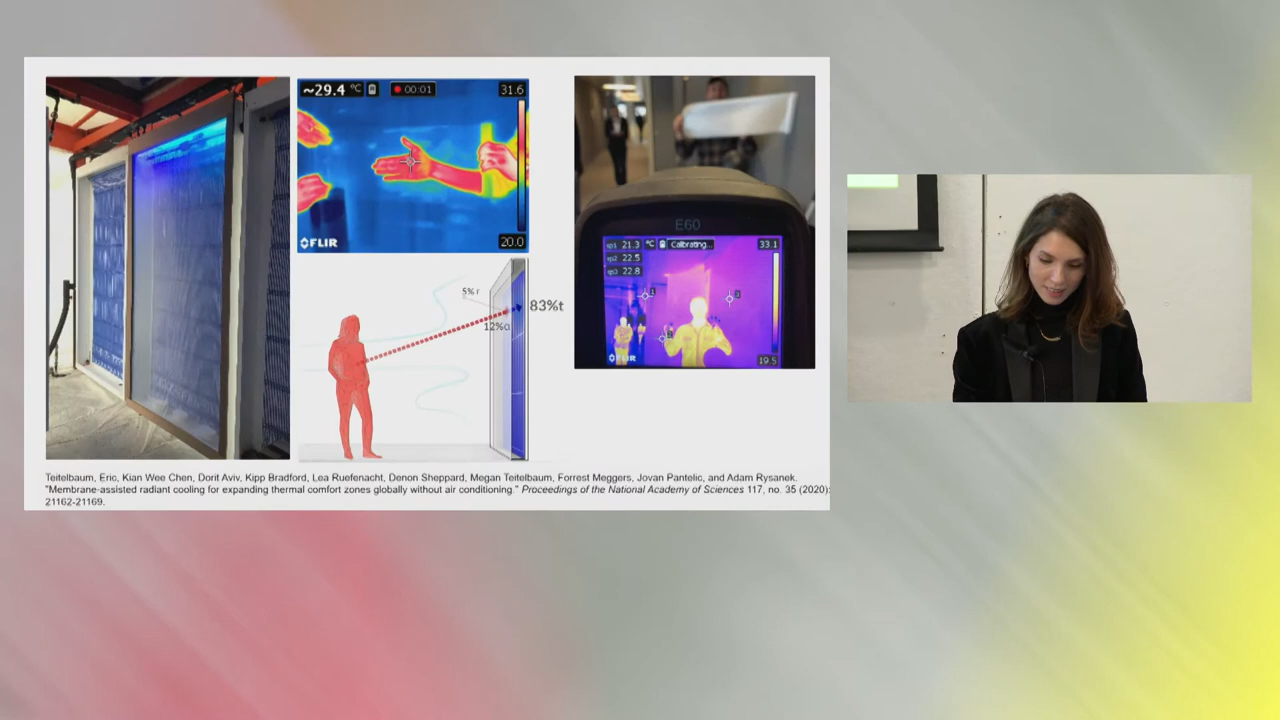 ~29.4 °C
00:01
31.6
FLIR
20.0
5% r
12%α
83%t
E60
sp1 21.3 °C Calibrating...
33.1
sp2 22.5
sp3 22.8
1
3
2
FLIR
19.5
Teitelbaum, Eric, Kian Wee Chen, Dorit Aviv, Kipp Bradford, Lea Ruefenacht, Denon Sheppard, Megan Teitelbaum, Forrest Meggers, Jovan Pantelic, and Adam Rysanek.
"Membrane-assisted radiant cooling for expanding thermal comfort zones globally without air conditioning." Proceedings of the National Academy of Sciences 117, no. 35 (2020):
21162-21169.